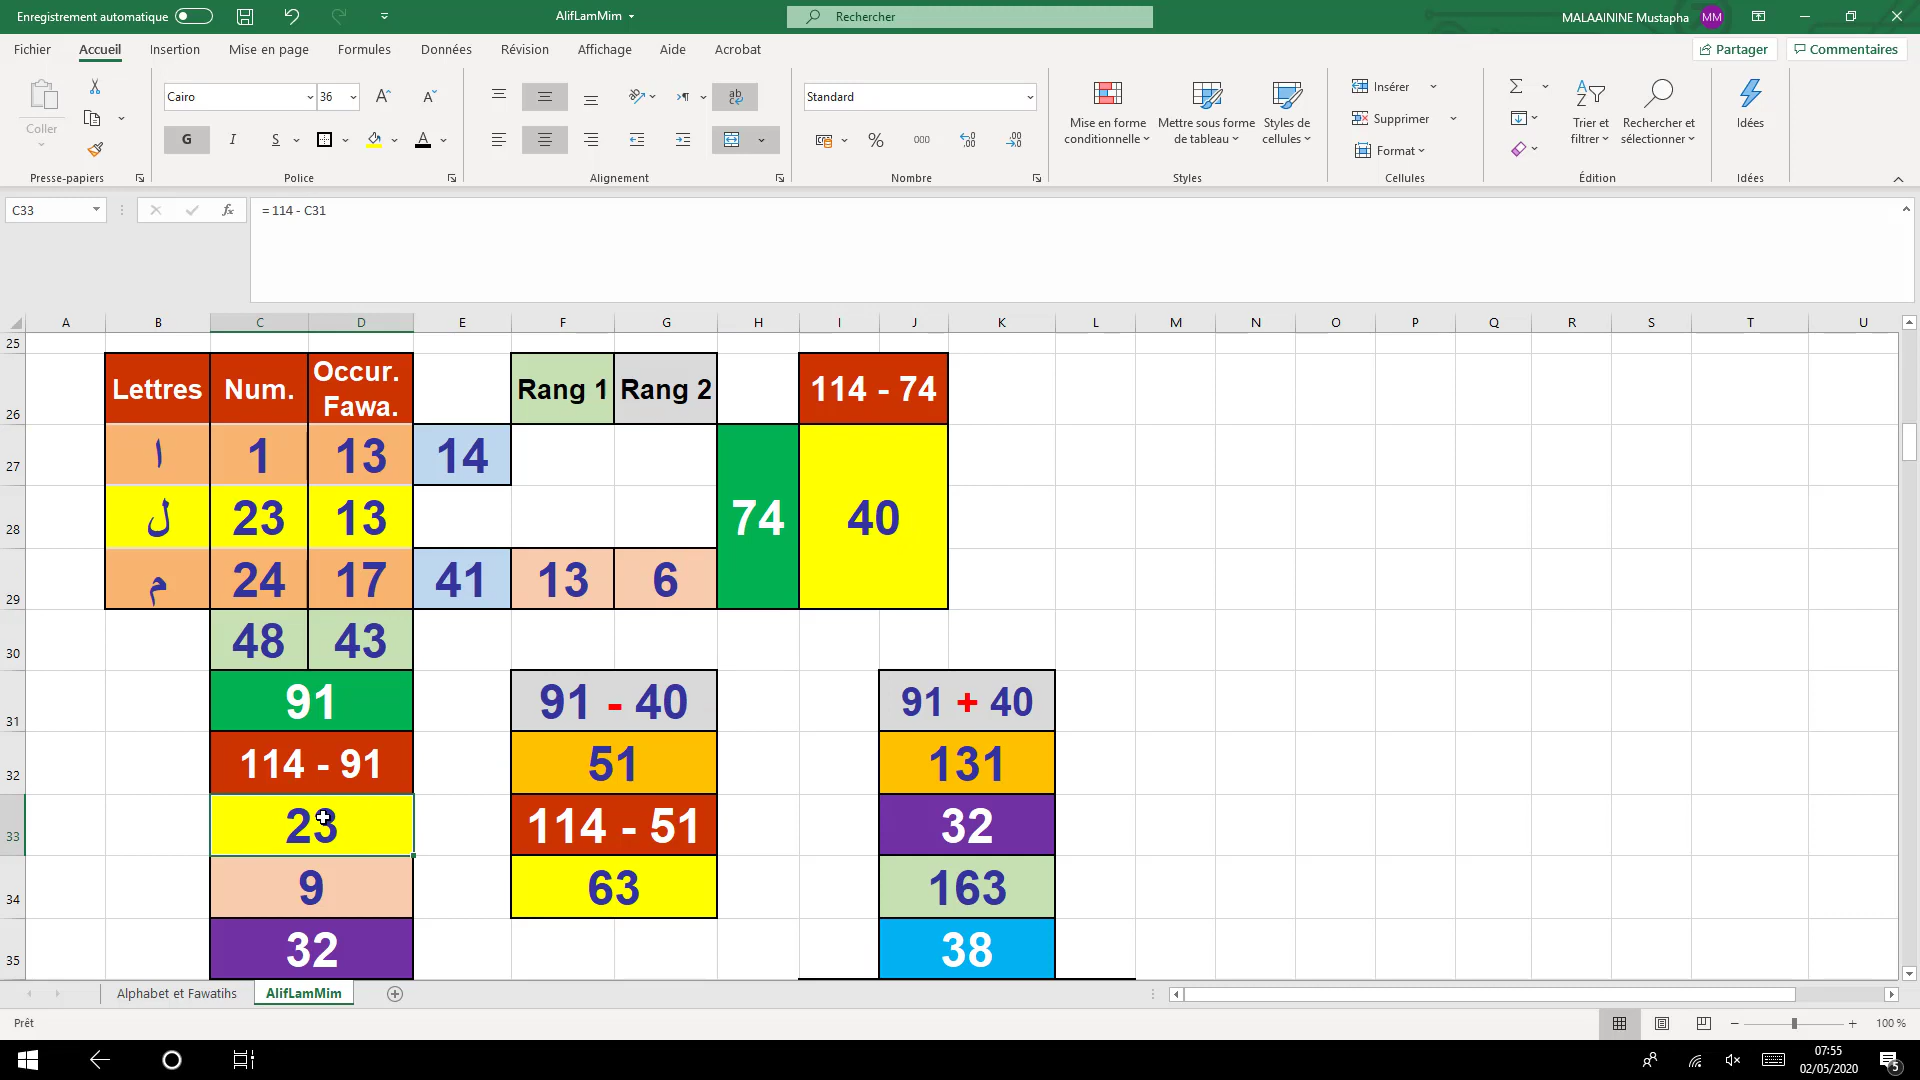 Enregistrement automatique
AlifLamMim
Rechercher
MALAAININE Mustapha
MM
Fichier Accueil Insertion Mise en page Formules Données Révision Affichage Aide Acrobat
Partager Commentaires
Coller
Presse-papiers
Cairo 36
G I S A
Police
Alignement
Standard
% 000
Nombre
Mise en forme conditionnelle
Mettre sous forme de tableau
Styles de cellules
Styles
Insérer
Supprimer
Format
Cellules
Trier et filtrer
Rechercher et sélectionner
Édition
Idées
Idées
C33
fx
= 114 - C31
A B C D E F G H I J K L M N O P Q R S T U
25
Lettres Num. Occur. Fawa. Rang 1 Rang 2 114 - 74
26
ا 1 13 14
27
ل 23 13 74 40
28
م 24 17 41 13 6
29
48 43
30
91 91 - 40 91 + 40
31
114 - 91 51 131
32
23 114 - 51 32
33
9 63 163
34
32 38
35
Alphabet et Fawatihs AlifLamMim
Prêt
100 %
07:55
02/05/2020
5